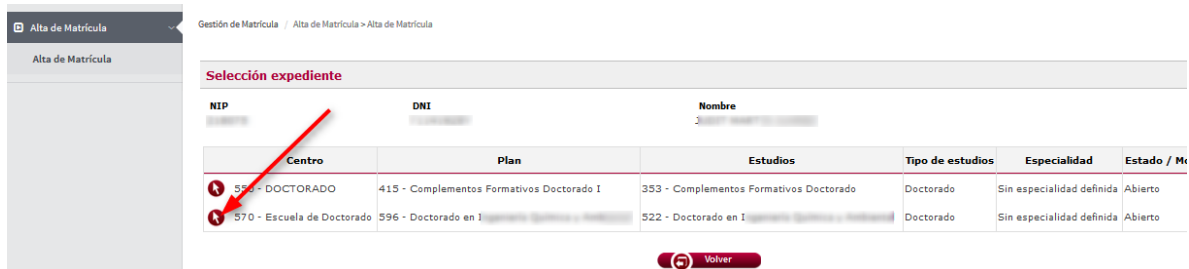 Alta de Matrícula
Gestión de Matrícula / Alta de Matrícula > Alta de Matrícula
Alta de Matrícula
Selección expediente
NIP DNI Nombre
Centro Plan Estudios Tipo de estudios Especialidad Estado / Mo
DOCTORADO 415 - Complementos Formativos Doctorado I 353 - Complementos Formativos Doctorado Doctorado Sin especialidad definida Abierto
570 - Escuela de Doctorado 596 - Doctorado en 522 - Doctorado en Doctorado Sin especialidad definida Abierto
Volver